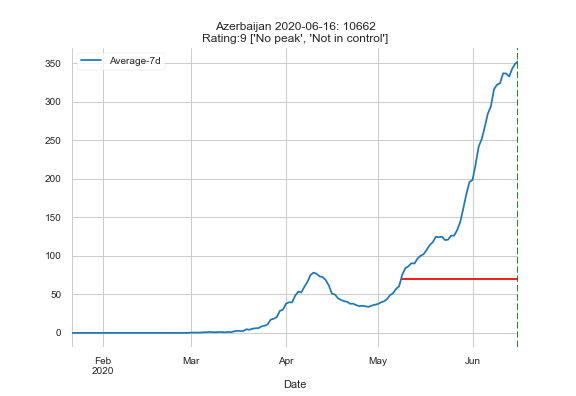 Azerbaijan 2020-06-16: 10662
Rating:9 ['No peak', 'Not in control']
Average-7d
350
300
250
200
150
100
50
0
Feb Mar Apr May Jun
2020
Date